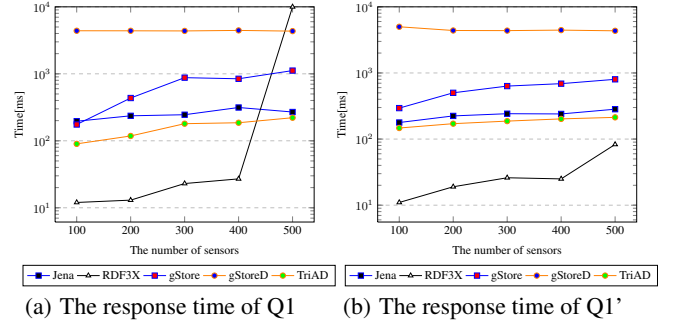 10⁴
10³
10²
10¹
Time[ms]
100 200 300 400 500
The number of sensors
Jena RDF3X gStore gStoreD TriAD
(a) The response time of Q1
10⁴
10³
10²
10¹
Time[ms]
100 200 300 400 500
The number of sensors
Jena RDF3X gStore gStoreD TriAD
(b) The response time of Q1’